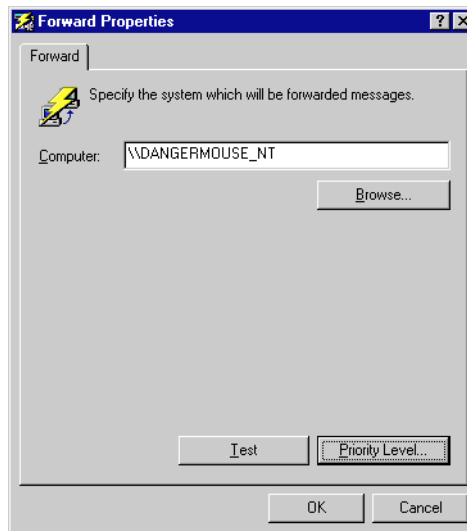 Forward Properties
Forward
Specify the system which will be forwarded messages.
Computer: \\DANGERMOUSE_NT
Browse...
Test Priority Level...
OK Cancel